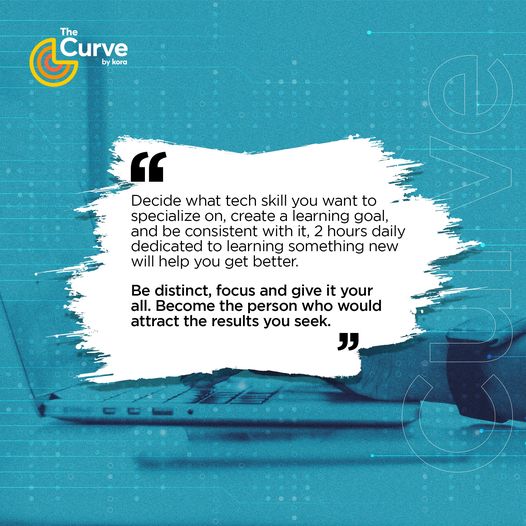 The
Curve
by kora
“
Decide what tech skill you want to
specialize on, create a learning goal,
and be consistent with it, 2 hours daily
dedicated to learning something new
will help you get better.
Be distinct, focus and give it your
all. Become the person who would
attract the results you seek.
”
Curve